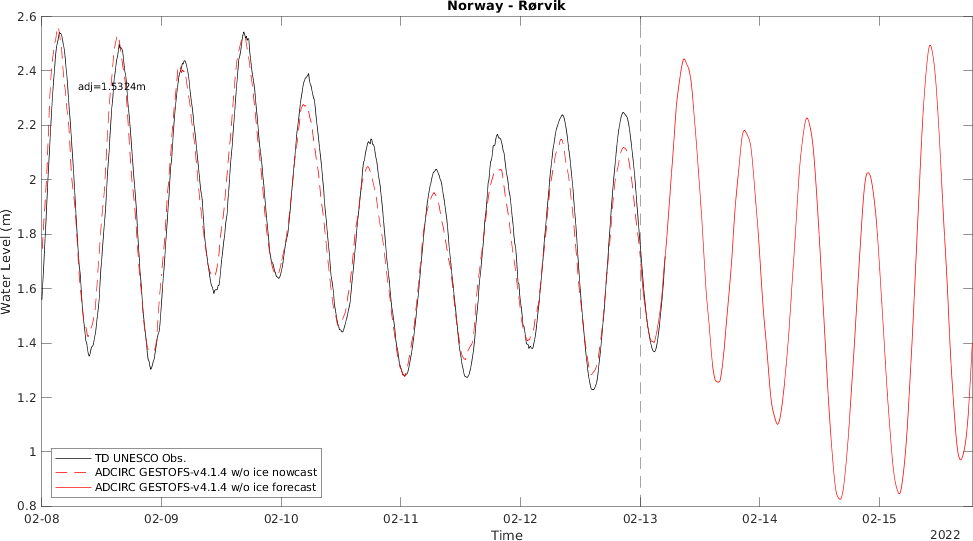 Norway - Rørvik
2.6
2.4
adj=1.5324m
2.2
2
1.8
Water Level (m)
1.6
1.4
1.2
1
0.8
TD UNESCO Obs.
ADCIRC GESTOFS-v4.1.4 w/o ice nowcast
ADCIRC GESTOFS-v4.1.4 w/o ice forecast
02-08 02-09 02-10 02-11 02-12 02-13 02-14 02-15
Time
2022